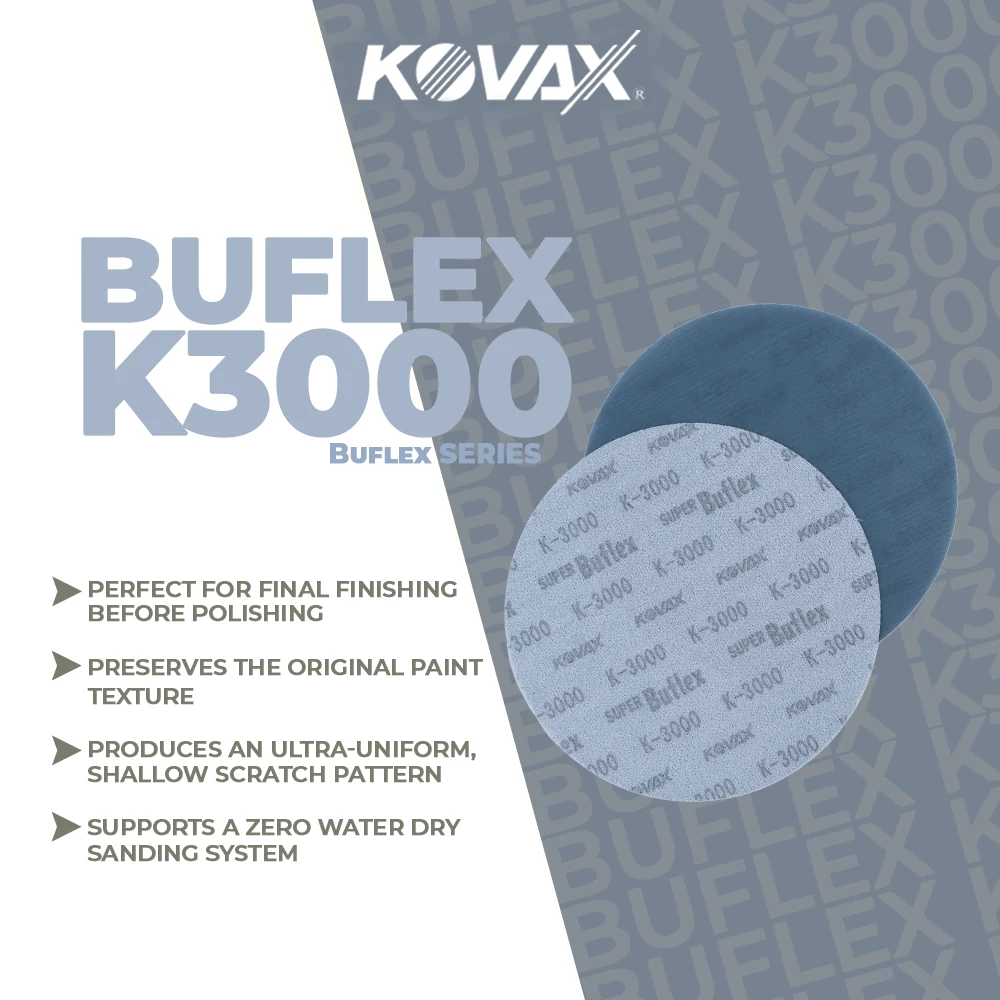 KOVAX®
BUFLEX
K3000
BUFLEX SERIES
PERFECT FOR FINAL FINISHING
BEFORE POLISHING
PRESERVES THE ORIGINAL PAINT
TEXTURE
PRODUCES AN ULTRA-UNIFORM,
SHALLOW SCRATCH PATTERN
SUPPORTS A ZERO WATER DRY
SANDING SYSTEM
KOVAX
K-3000
SUPER Buflex